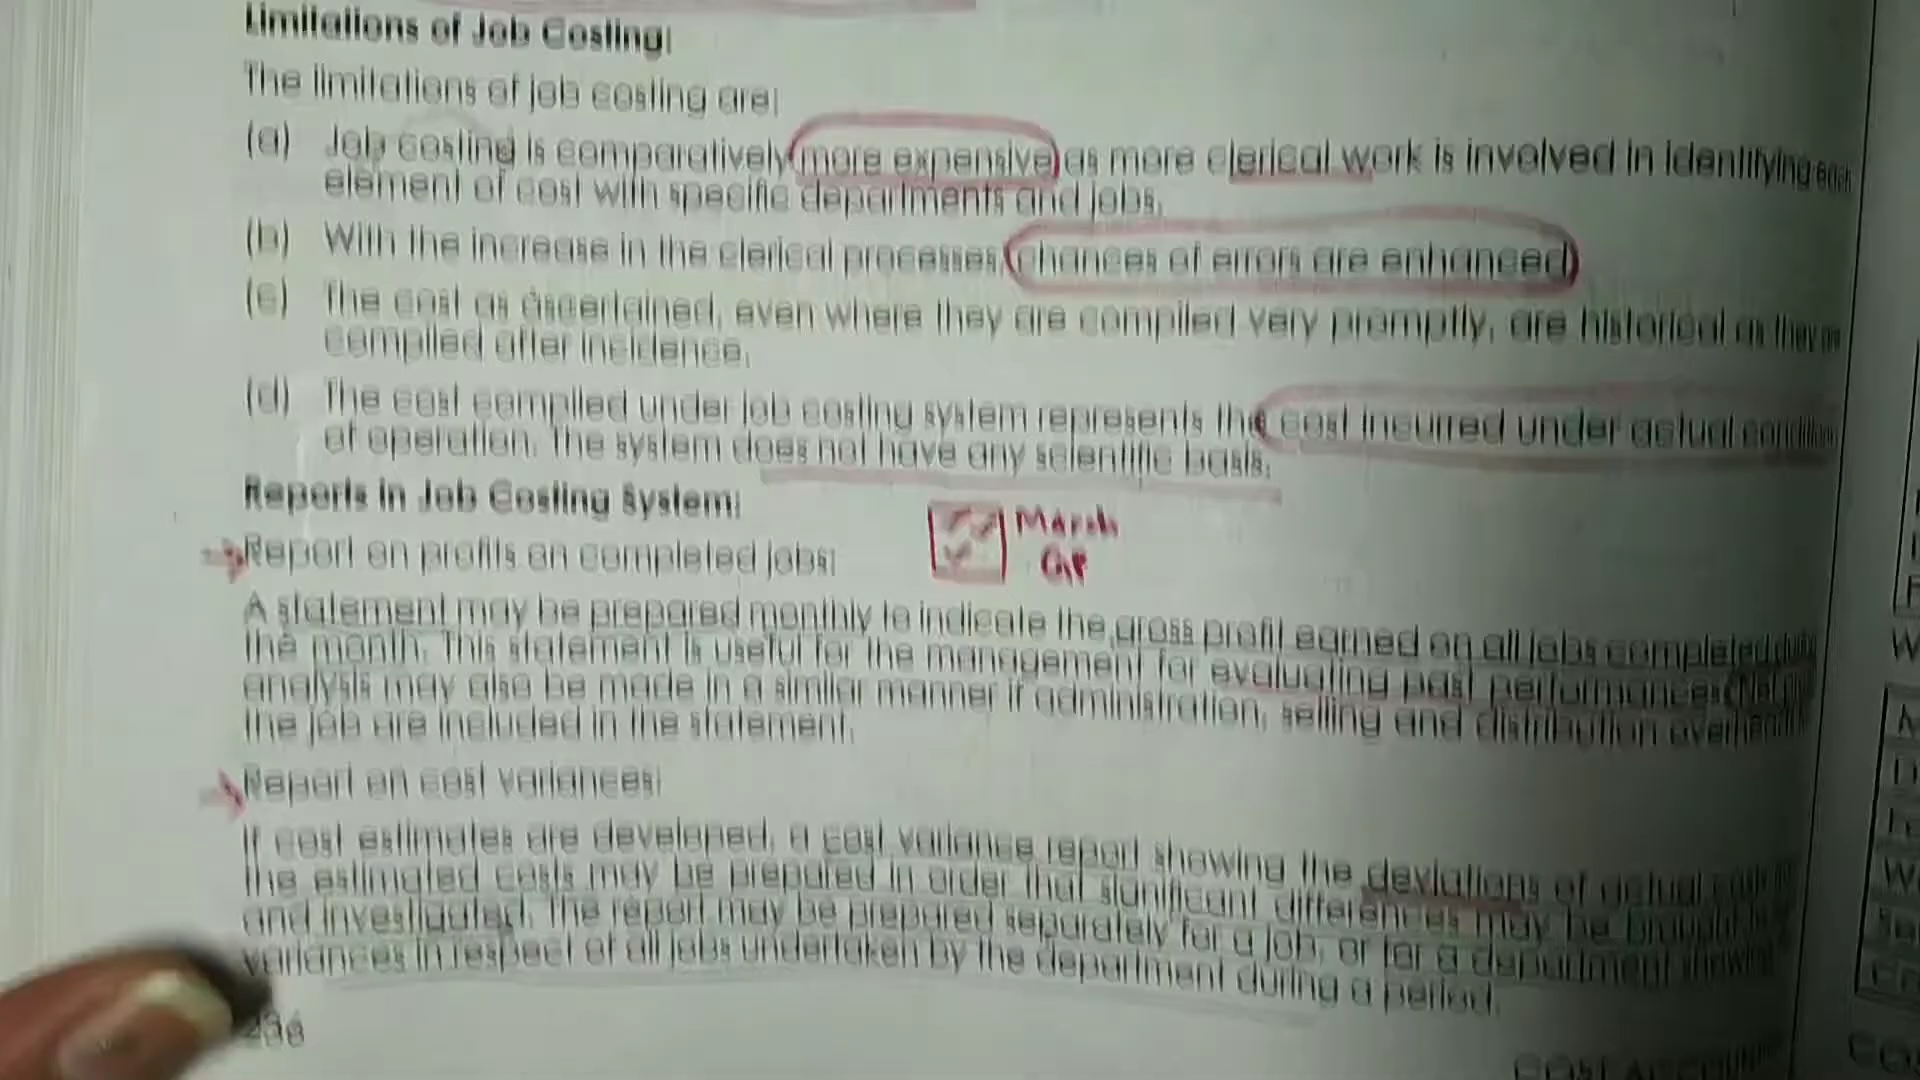 Limitations of Job Costing:
The limitations of job costing are:
(a) Job costing is comparatively more expensive as more clerical work is involved in identifying each
element of cost with specific departments and jobs.
(b) With the increase in the clerical processes chances of errors are enhanced
(c) The cost as ascertained, even where they are compiled very promptly, are historical as they are
compiled after incidence.
(d) The cost compiled under job costing system represents the cost incurred under actual condition
of operation. The system does not have any scientific basis.
Reports in Job Costing System:
March
Report on profits on completed jobs:
GP
A statement may be prepared monthly to indicate the gross profit earned on all jobs completed during
the month. This statement is useful for the management for evaluating past performances
analysis may also be made in a similar manner if administration, selling and distribution
the job are included in the statement.
Report on cost variances:
If cost estimates are developed, a cost variance report showing the deviations of actual
the estimated costs may be prepared in order that significant differences may be
and investigated. The report may be prepared separately for a job, or for a department showing
variances in respect of all jobs undertaken by the department during a period.
236
COST